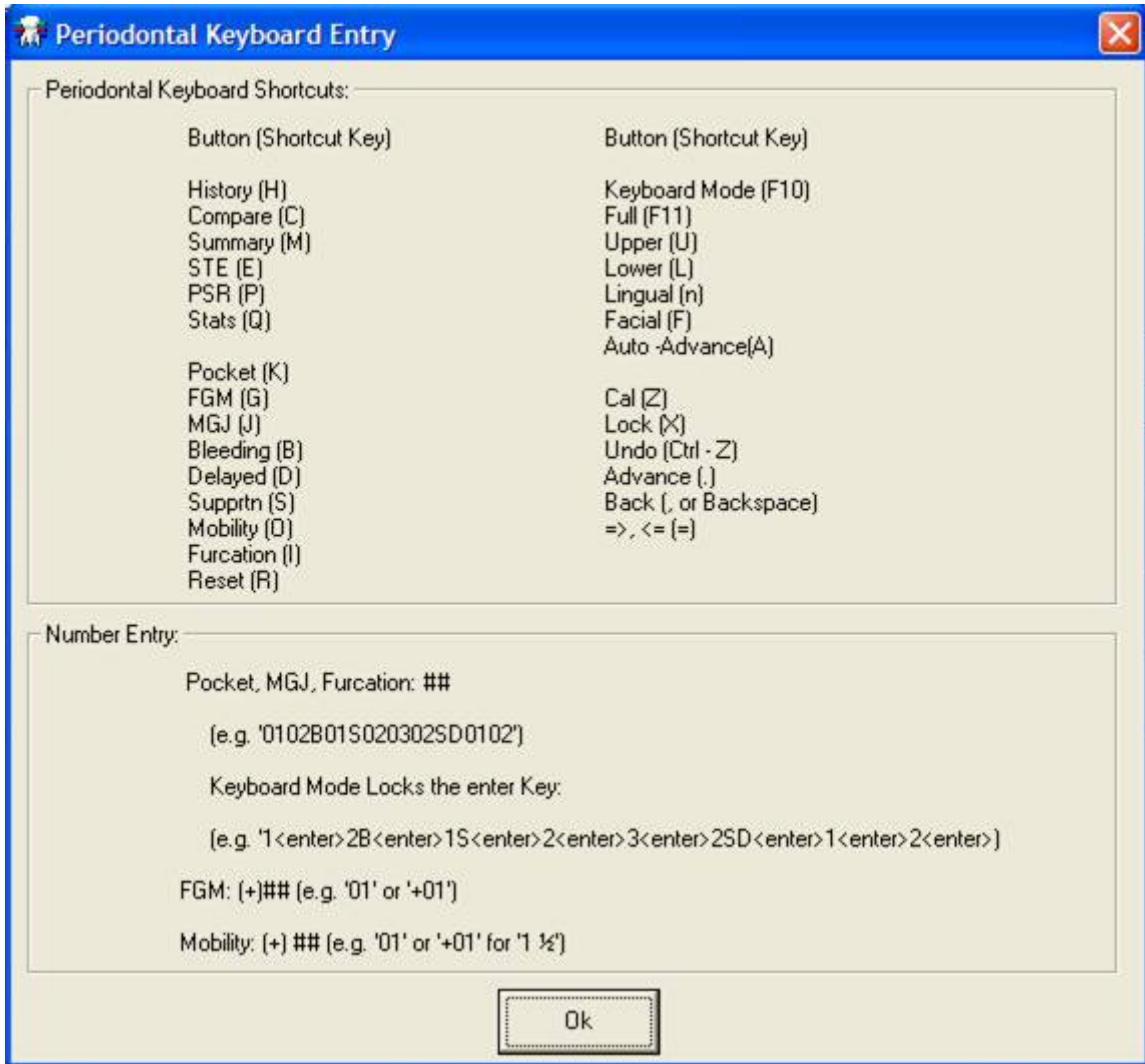 Periodontal Keyboard Entry
Periodontal Keyboard Shortcuts:
Button (Shortcut Key)
History (H)
Compare (C)
Summary (M)
STE (E)
PSR (P)
Stats (Q)
Pocket (K)
FGM (G)
MGJ (J)
Bleeding (B)
Delayed (D)
Supprtn (S)
Mobility (O)
Furcation (I)
Reset (R)
Button (Shortcut Key)
Keyboard Mode (F10)
Full (F11)
Upper (U)
Lower (L)
Lingual (n)
Facial (F)
Auto -Advance(A)
Cal (Z)
Lock (X)
Undo (Ctrl - Z)
Advance (.)
Back (, or Backspace)
=>, <= (=)
Number Entry:
Pocket, MGJ, Furcation: ##
(e.g. '0102B01S020302SD0102')
Keyboard Mode Locks the enter Key:
(e.g. '1<enter>2B<enter>1S<enter>2<enter>3<enter>2SD<enter>1<enter>2<enter>)
FGM: (+)## (e.g. '01' or '+01')
Mobility: (+) ## (e.g. '01' or '+01' for '1 ½')
Ok